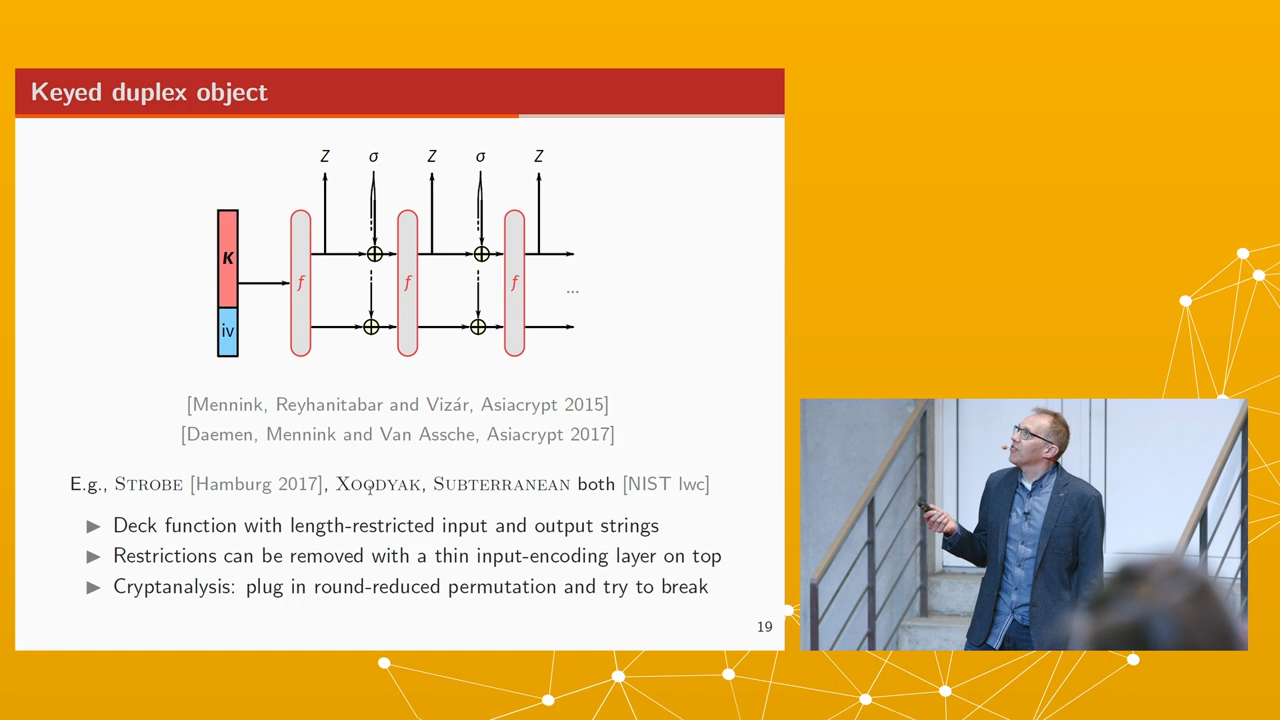 Keyed duplex object
Z σ Z σ Z
K
f f f
...
iv
[Mennink, Reyhanitabar and Vizár, Asiacrypt 2015]
[Daemen, Mennink and Van Assche, Asiacrypt 2017]
E.g., STROBE [Hamburg 2017], XOODYAK, SUBTERRANEAN both [NIST lwc]
▶ Deck function with length-restricted input and output strings
▶ Restrictions can be removed with a thin input-encoding layer on top
▶ Cryptanalysis: plug in round-reduced permutation and try to break
19